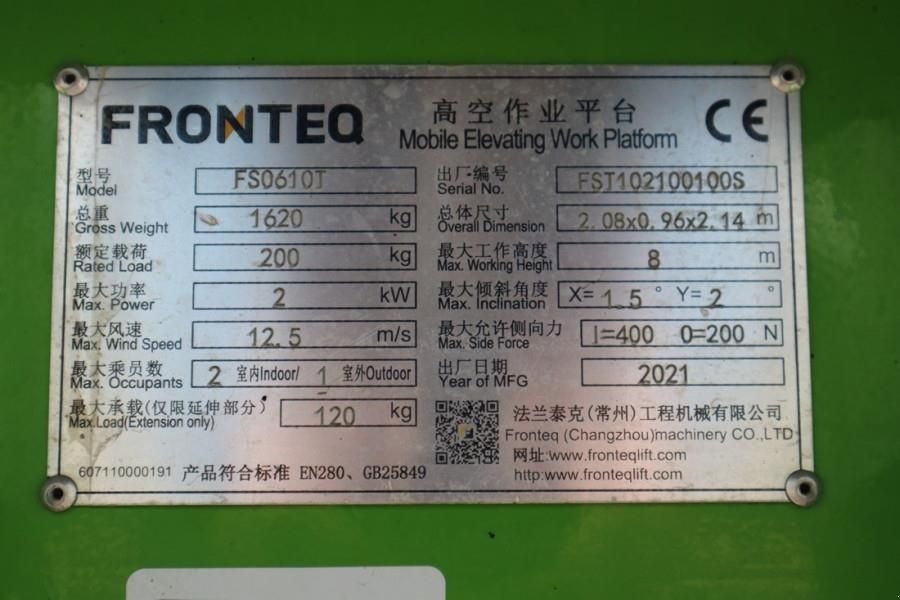 FRONTEQ
高空作业平台
Mobile Elevating Work Platform
CE
型号
Model
FS0610T
出厂编号
Serial No.
FST102100100S
总重
Gross Weight
1620 kg
总体尺寸
Overall Dimension
2.08x0.96x2.14 m
额定载荷
Rated Load
200 kg
最大工作高度
Max. Working Height
8 m
最大功率
Max. Power
2 kW
最大倾斜角度
Max. Inclination
X= 1.5 ° Y= 2 °
最大风速
Max. Wind Speed
12.5 m/s
最大允许侧向力
Max. Side Force
I=400 O=200 N
最大乘员数
Max. Occupants
2 室内Indoor/ 1 室外Outdoor
出厂日期
Year of MFG
2021
最大承载(仅限延伸部分)
Max.Load(Extension only)
120 kg
法兰泰克(常州)工程机械有限公司
Fronteq (Changzhou)machinery CO.,LTD
网址:www.fronteqlift.com
http:www.fronteqlift.com
607110000191 产品符合标准 EN280、GB25849